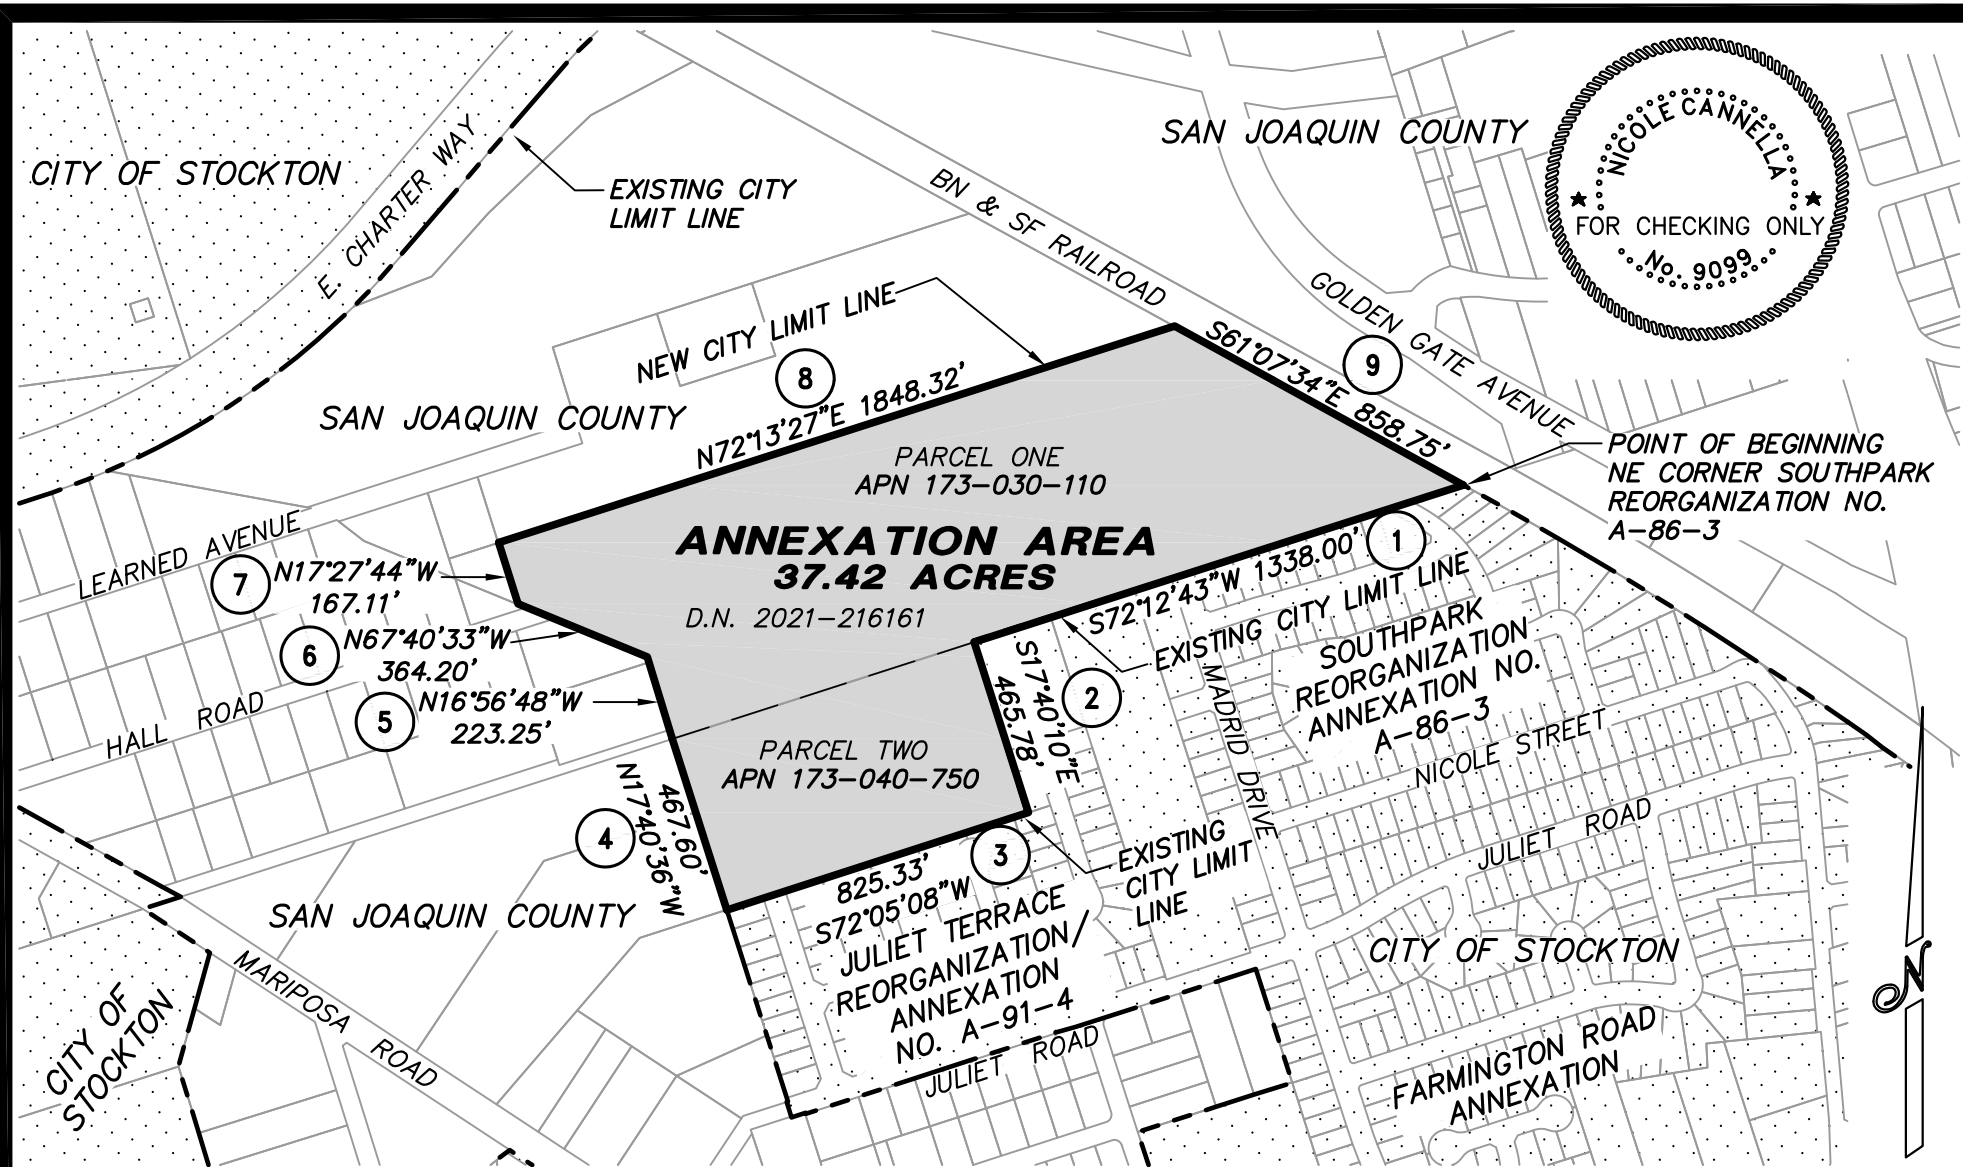 CITY OF STOCKTON
E. CHARTER WAY
EXISTING CITY
LIMIT LINE
BN & SF RAILROAD
SAN JOAQUIN COUNTY
NICOLE CANNELLA
FOR CHECKING ONLY
No. 9099
GOLDEN GATE AVENUE
NEW CITY LIMIT LINE
8
N72°13'27"E 1848.32'
S61°07'34"E 858.75'
9
SAN JOAQUIN COUNTY
POINT OF BEGINNING
NE CORNER SOUTHPARK
REORGANIZATION NO.
A-86-3
PARCEL ONE
APN 173-030-110
ANNEXATION AREA
37.42 ACRES
D.N. 2021-216161
LEARNED AVENUE
7
N17°27'44"W
167.11'
6
N67°40'33"W
364.20'
5
N16°56'48"W
223.25'
HALL ROAD
S72°12'43"W 1338.00'
1
EXISTING CITY LIMIT LINE
SOUTHPARK
REORGANIZATION
ANNEXATION NO.
A-86-3
S17°40'10"E
465.78'
2
MADRID DRIVE
NICOLE STREET
JULIET ROAD
PARCEL TWO
APN 173-040-750
4
467.60'
N17°40'36"W
3
825.33'
S72°05'08"W
EXISTING
CITY LIMIT
LINE
JULIET TERRACE
REORGANIZATION/
ANNEXATION
NO. A-91-4
SAN JOAQUIN COUNTY
CITY OF STOCKTON
MARIPOSA ROAD
CITY OF
STOCKTON
JULIET ROAD
FARMINGTON ROAD
ANNEXATION
N